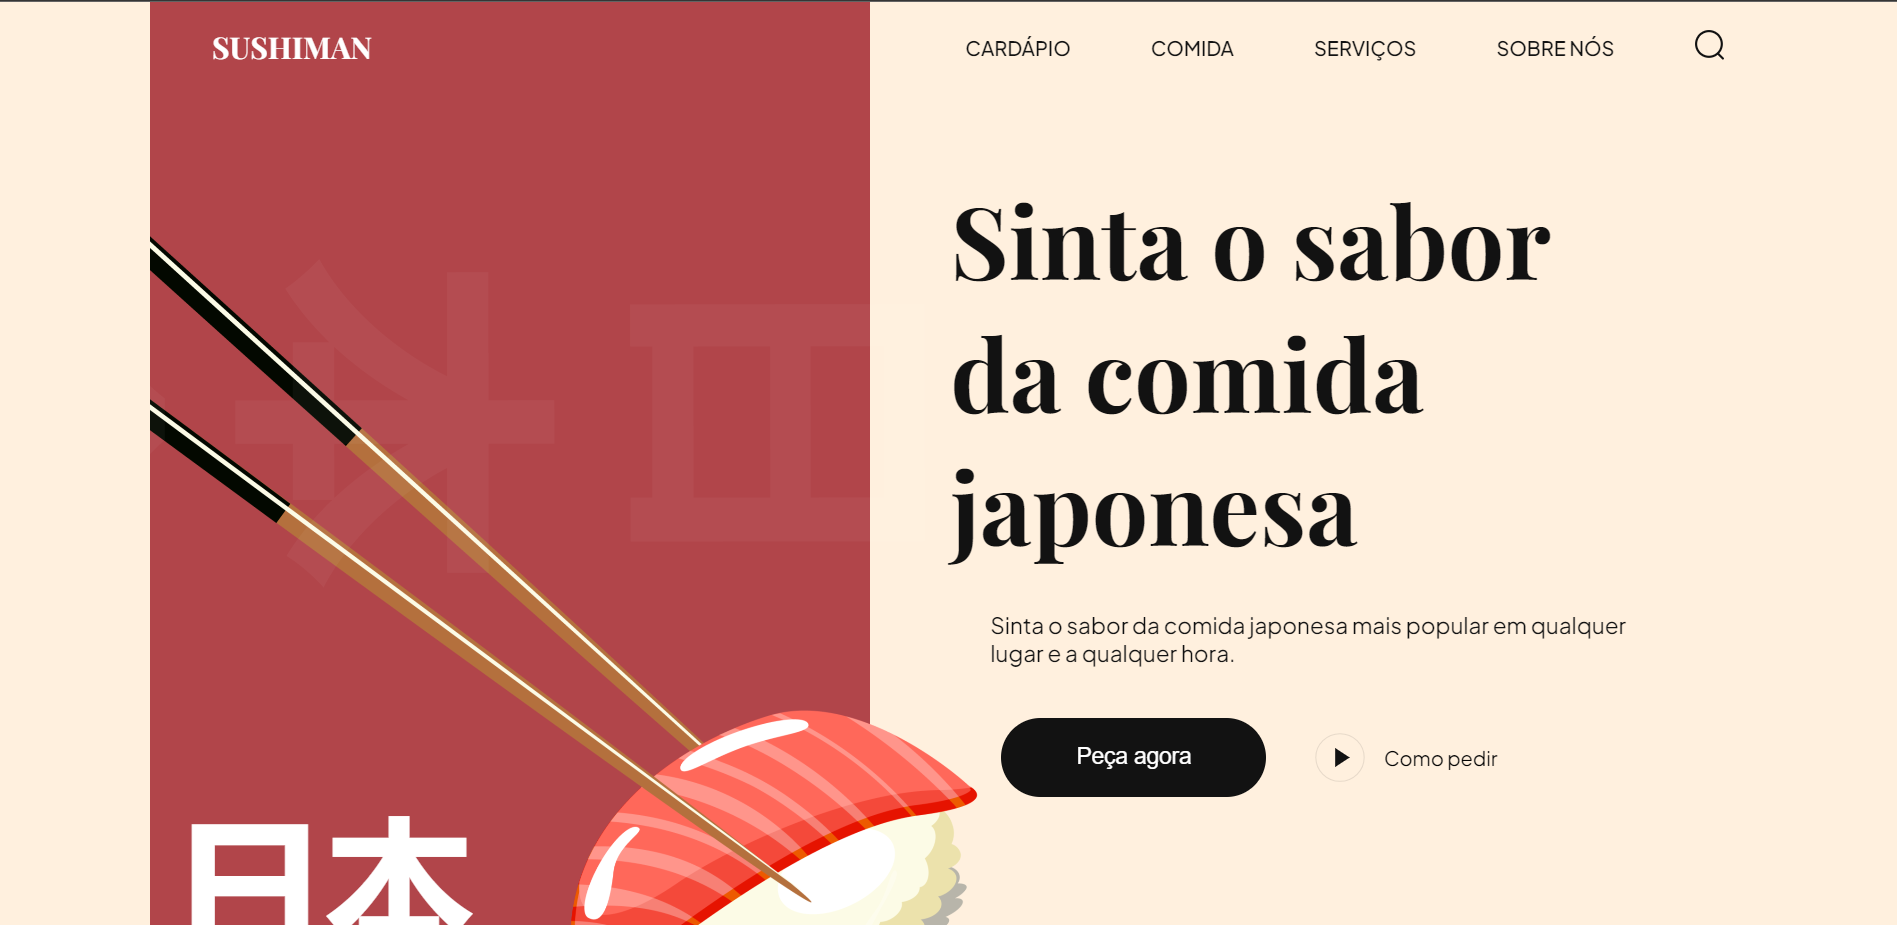 SUSHIMAN
CARDÁPIO
COMIDA
SERVIÇOS
SOBRE NÓS
Sinta o sabor
da comida
japonesa
Sinta o sabor da comida japonesa mais popular em qualquer
lugar e a qualquer hora.
Peça agora
Como pedir
日本